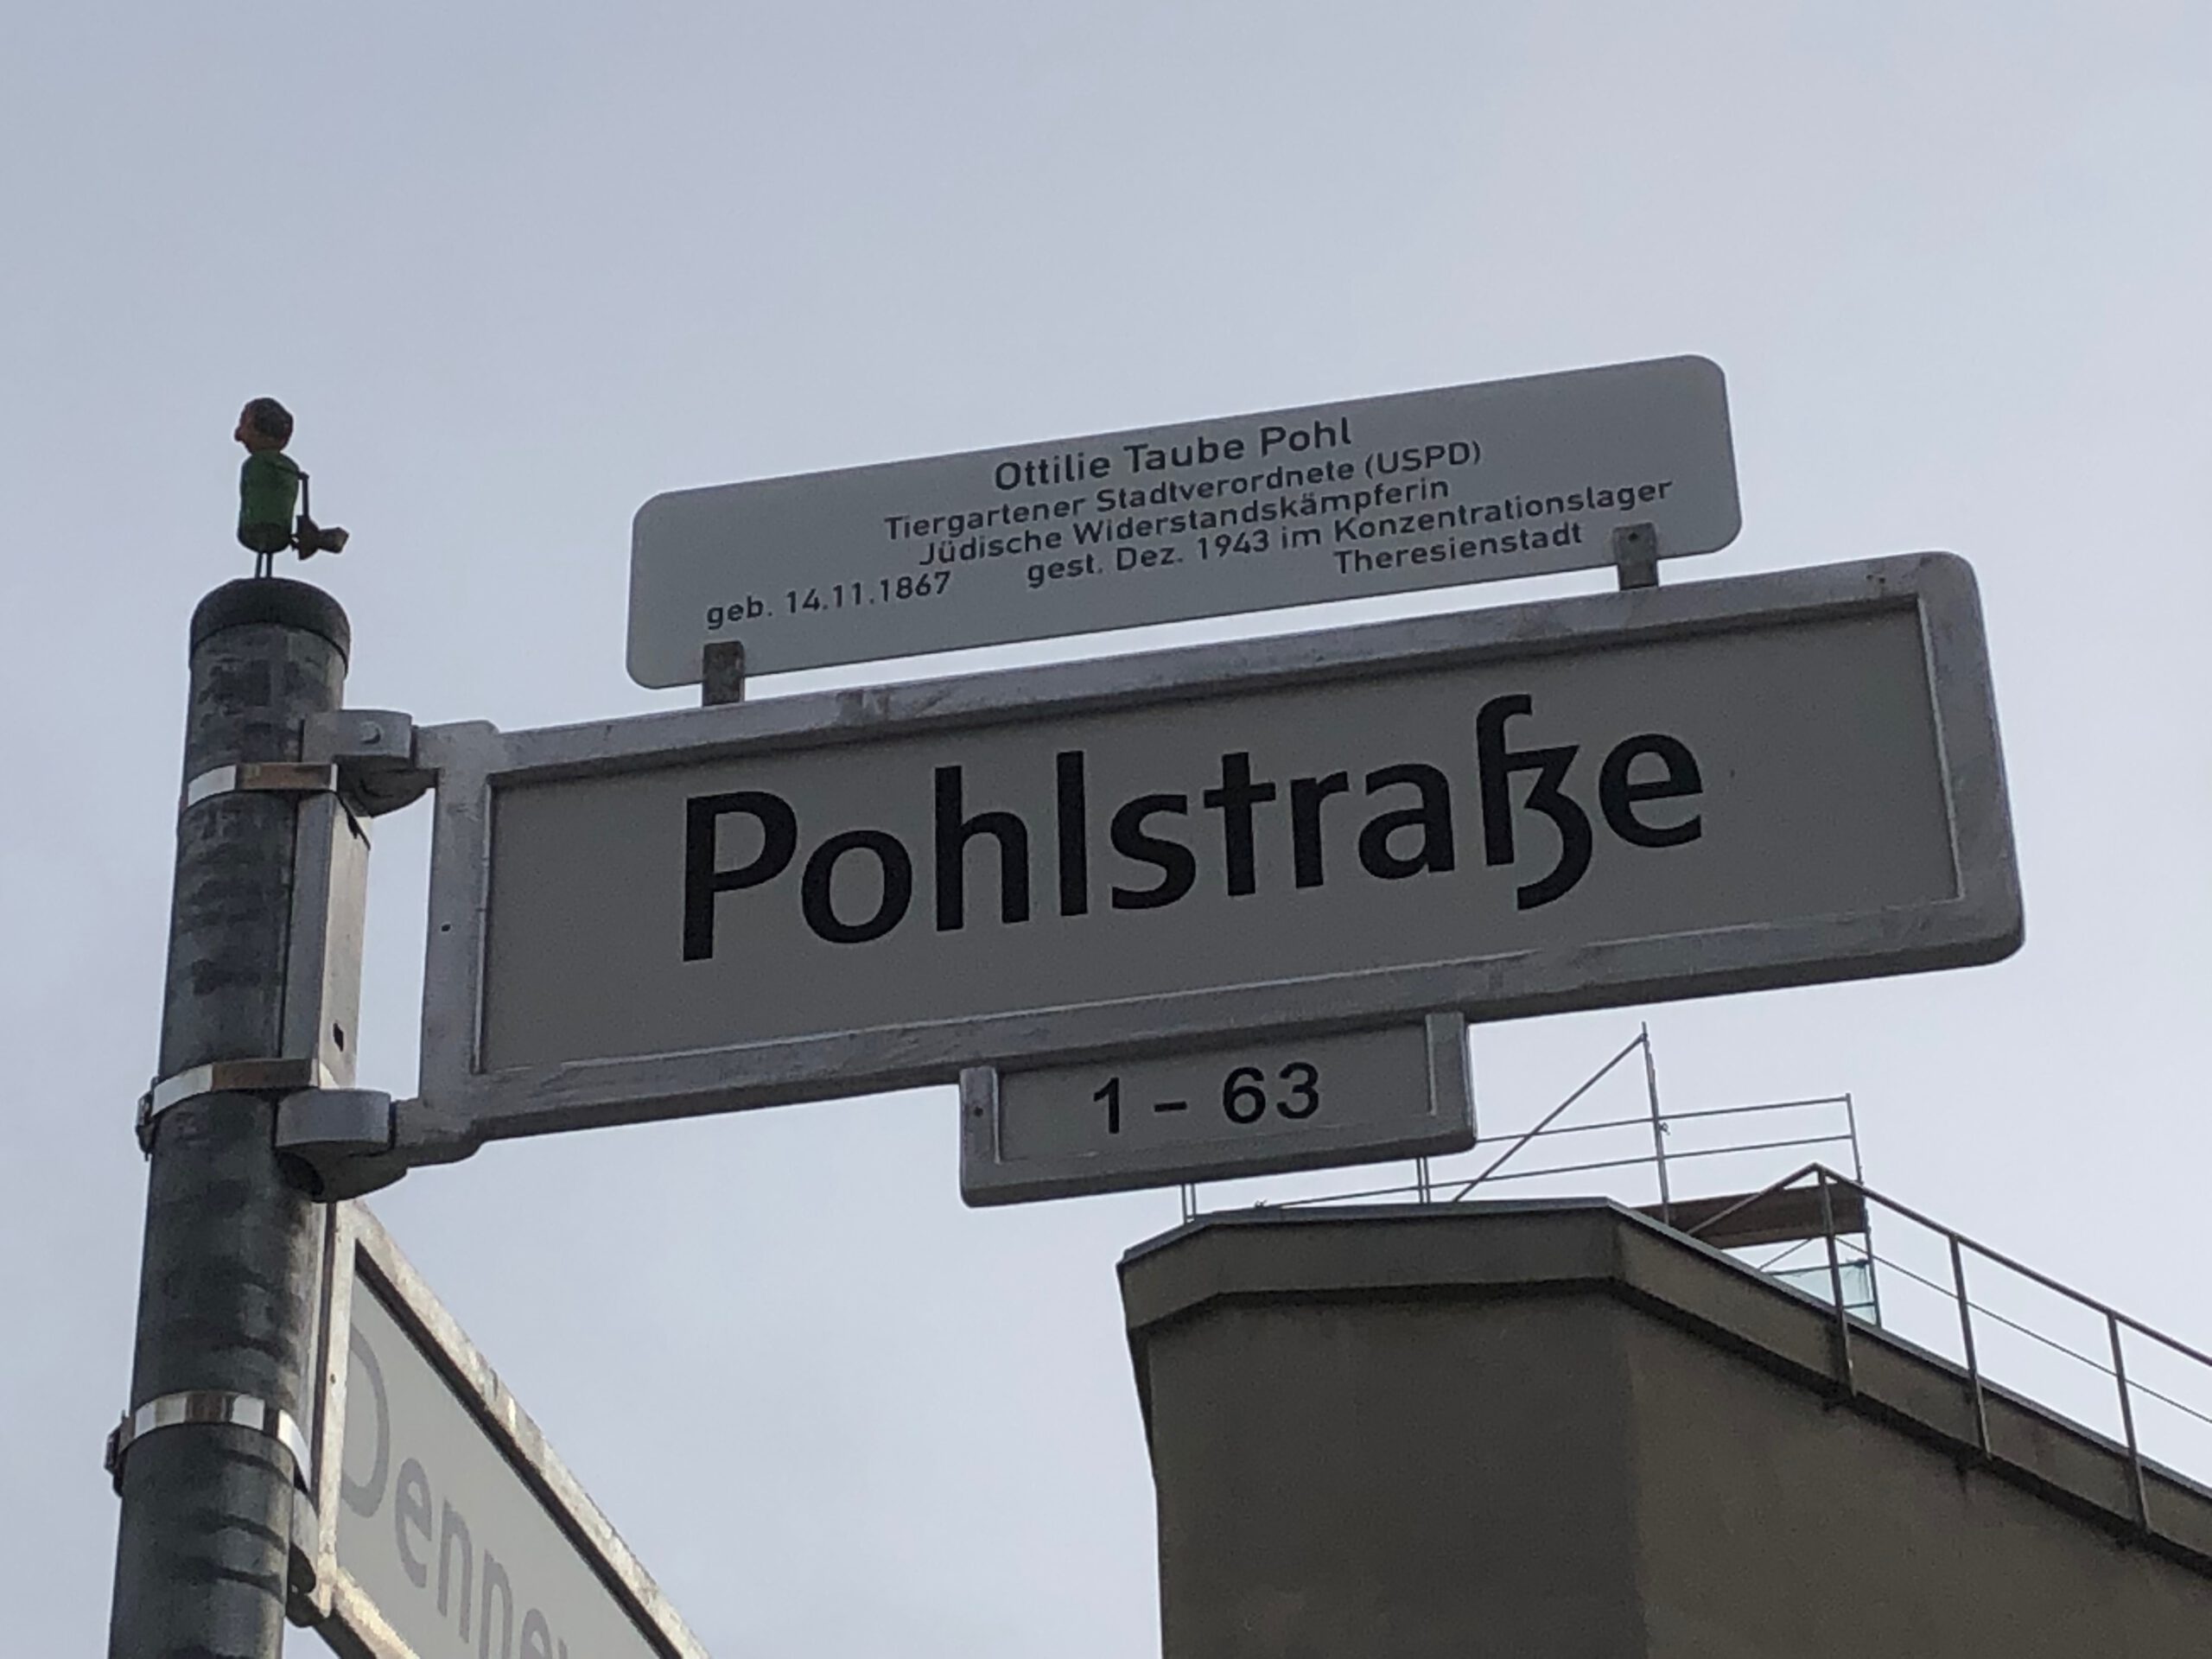 Ottilie Taube Pohl
Tiergartener Stadtverordnete (USPD)
Jüdische Widerstandskämpferin
geb. 14.11.1867 gest. Dez. 1943 im Konzentrationslager
Theresienstadt
Pohlstraße
1 – 63
Denne